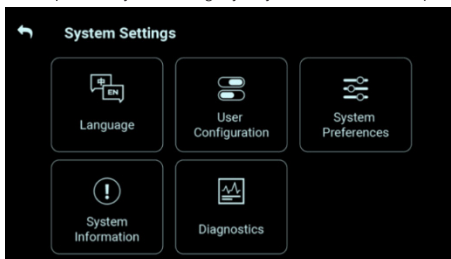 System Settings
中
EN
Language
User
Configuration
System
Preferences
System
Information
Diagnostics